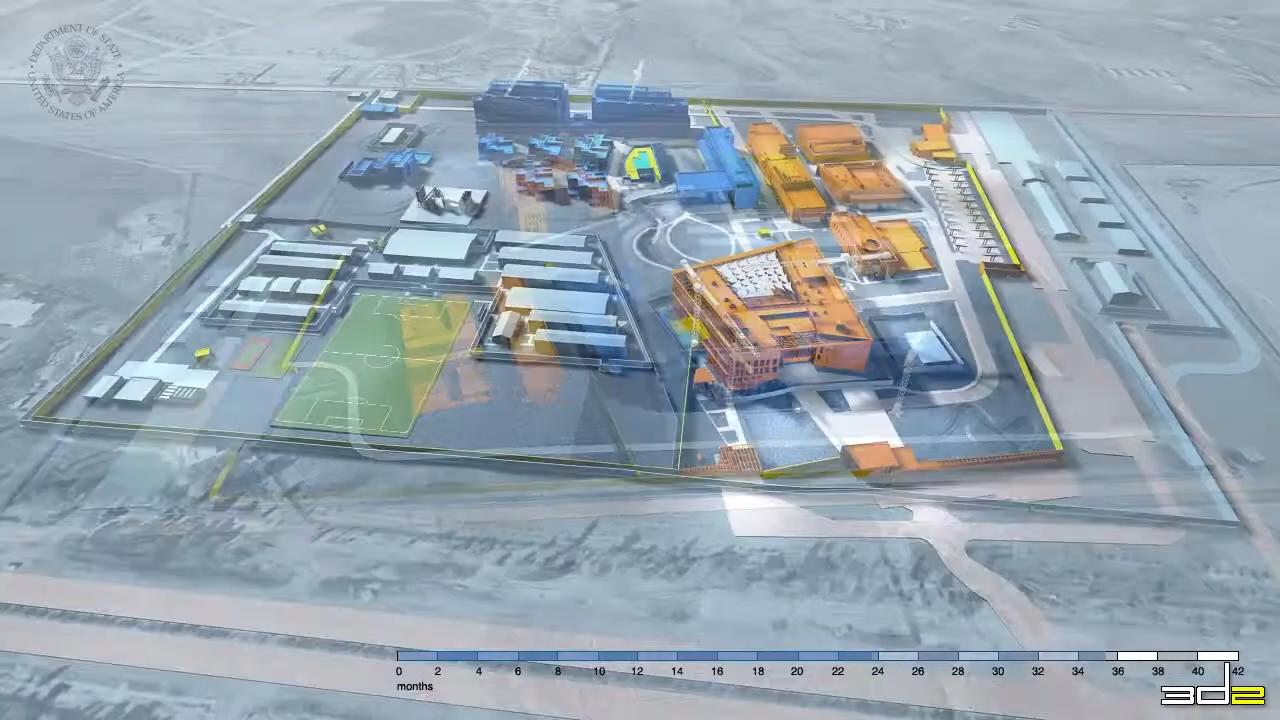 DEPARTMENT OF STATE
UNITED STATES OF AMERICA
0 2 4 6 8 10 12 14 16 18 20 22 24 26 28 30 32 34 36 38 40 42
months
3d2